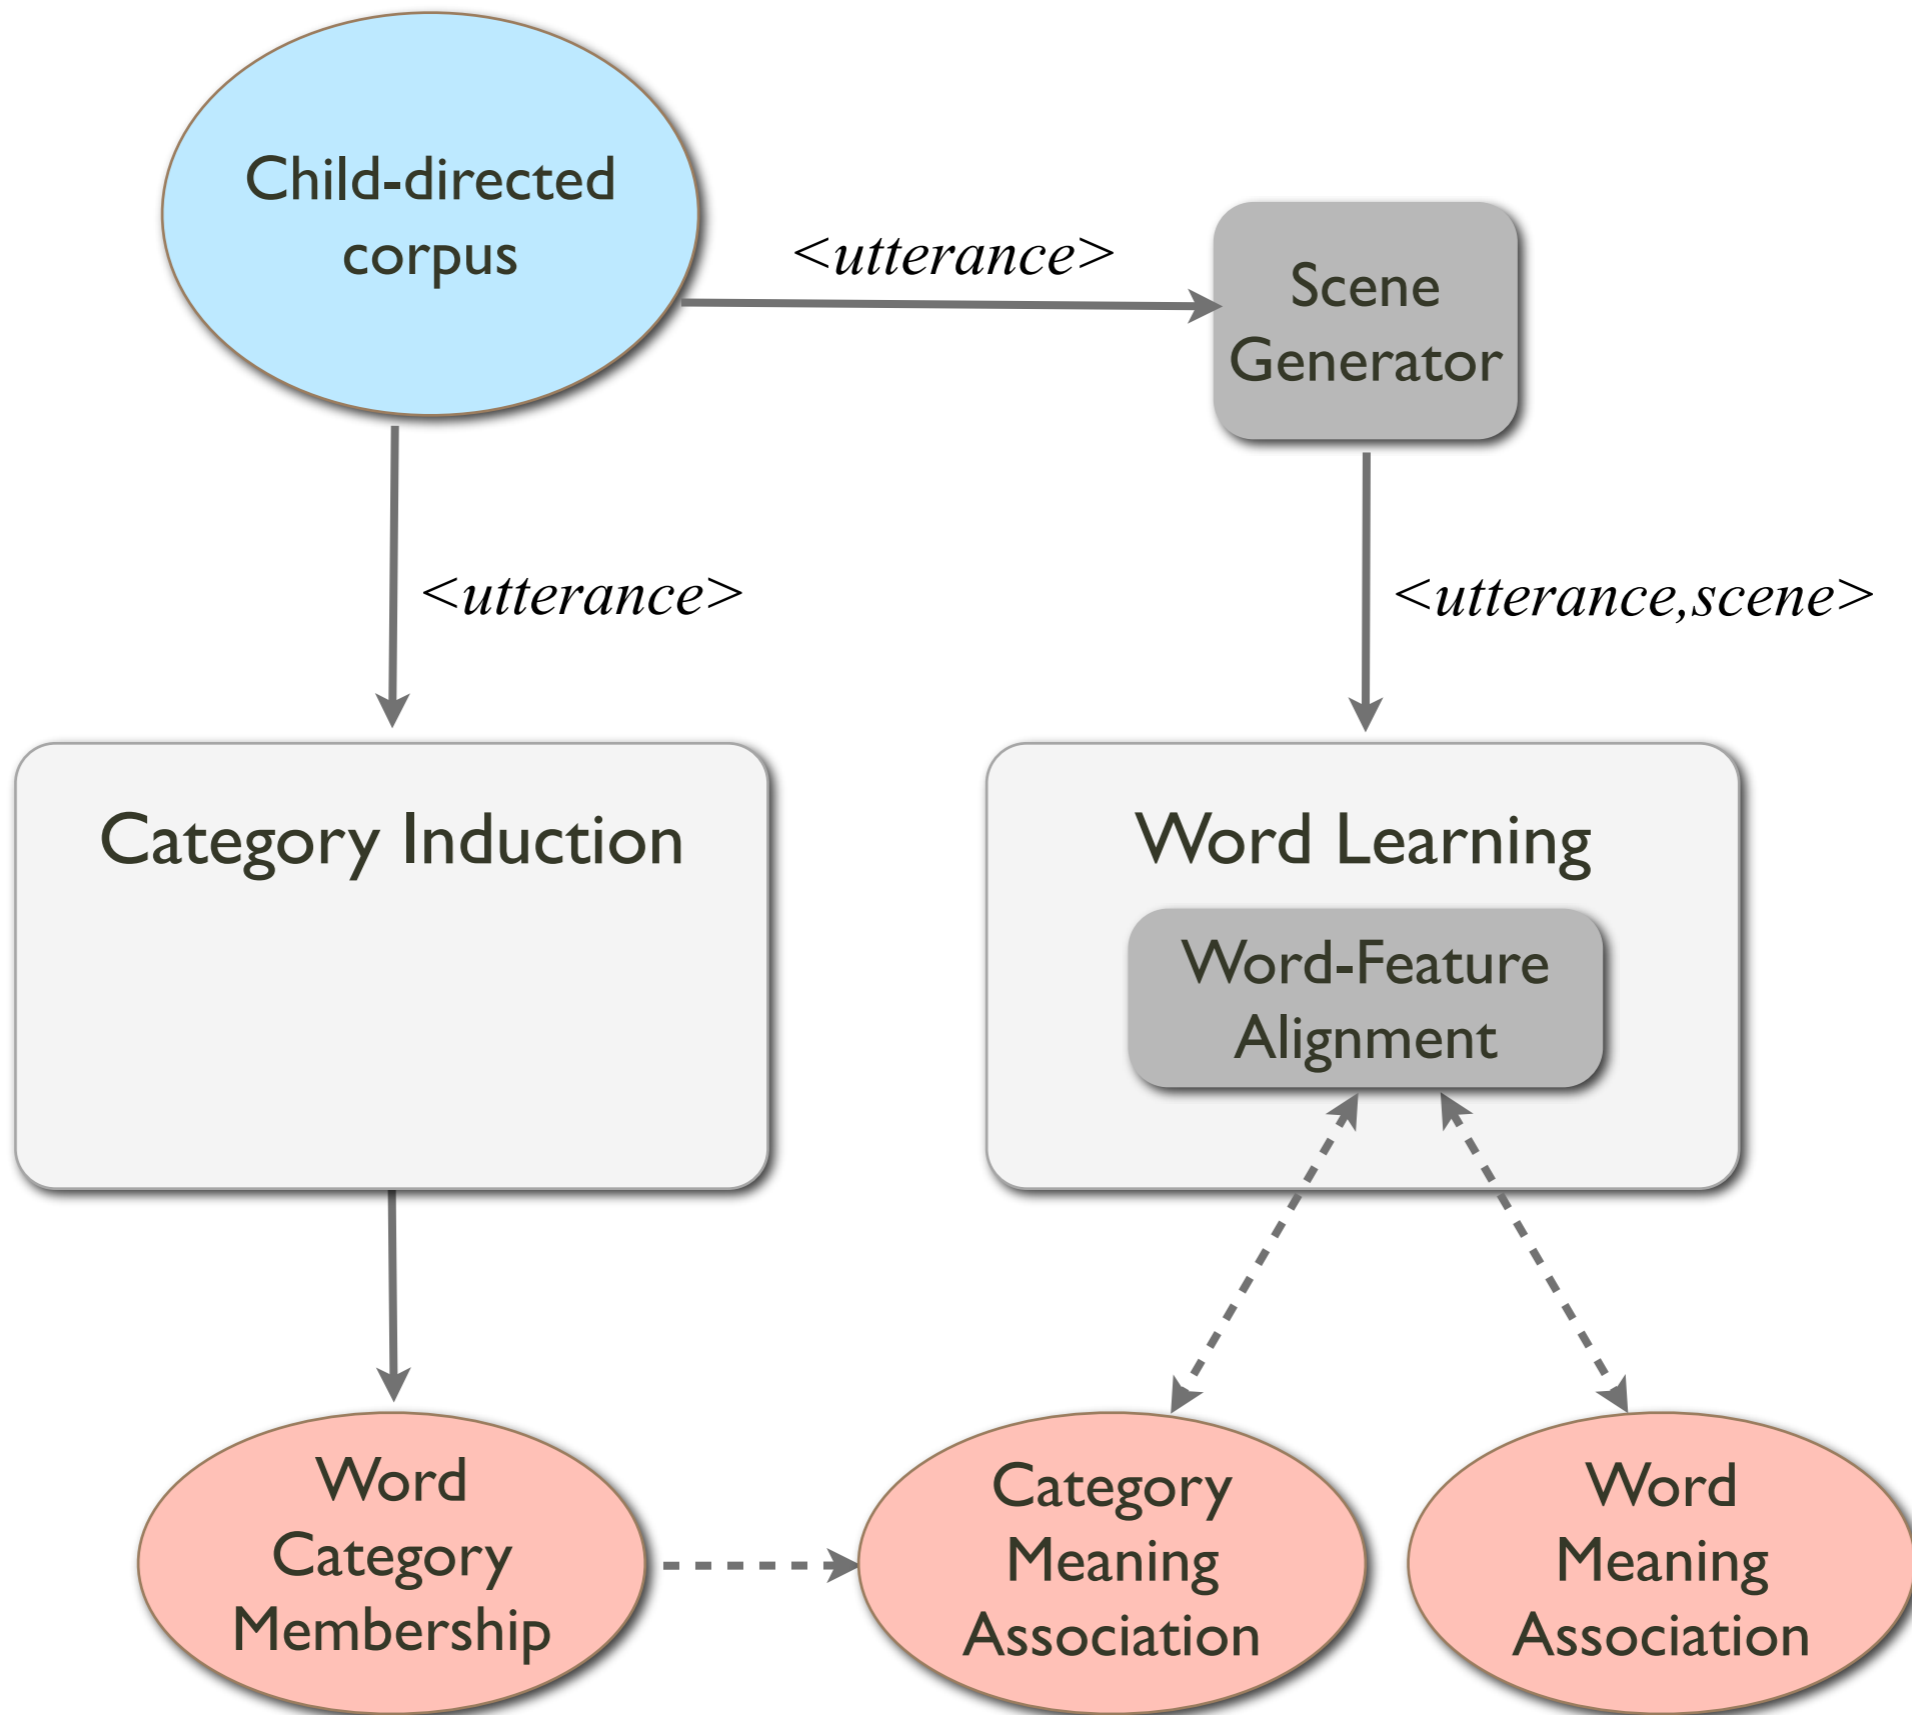 Child-directed
corpus
<utterance>
Scene
Generator
<utterance>
<utterance,scene>
Category Induction
Word Learning
Word-Feature
Alignment
Word
Category
Membership
Category
Meaning
Association
Word
Meaning
Association